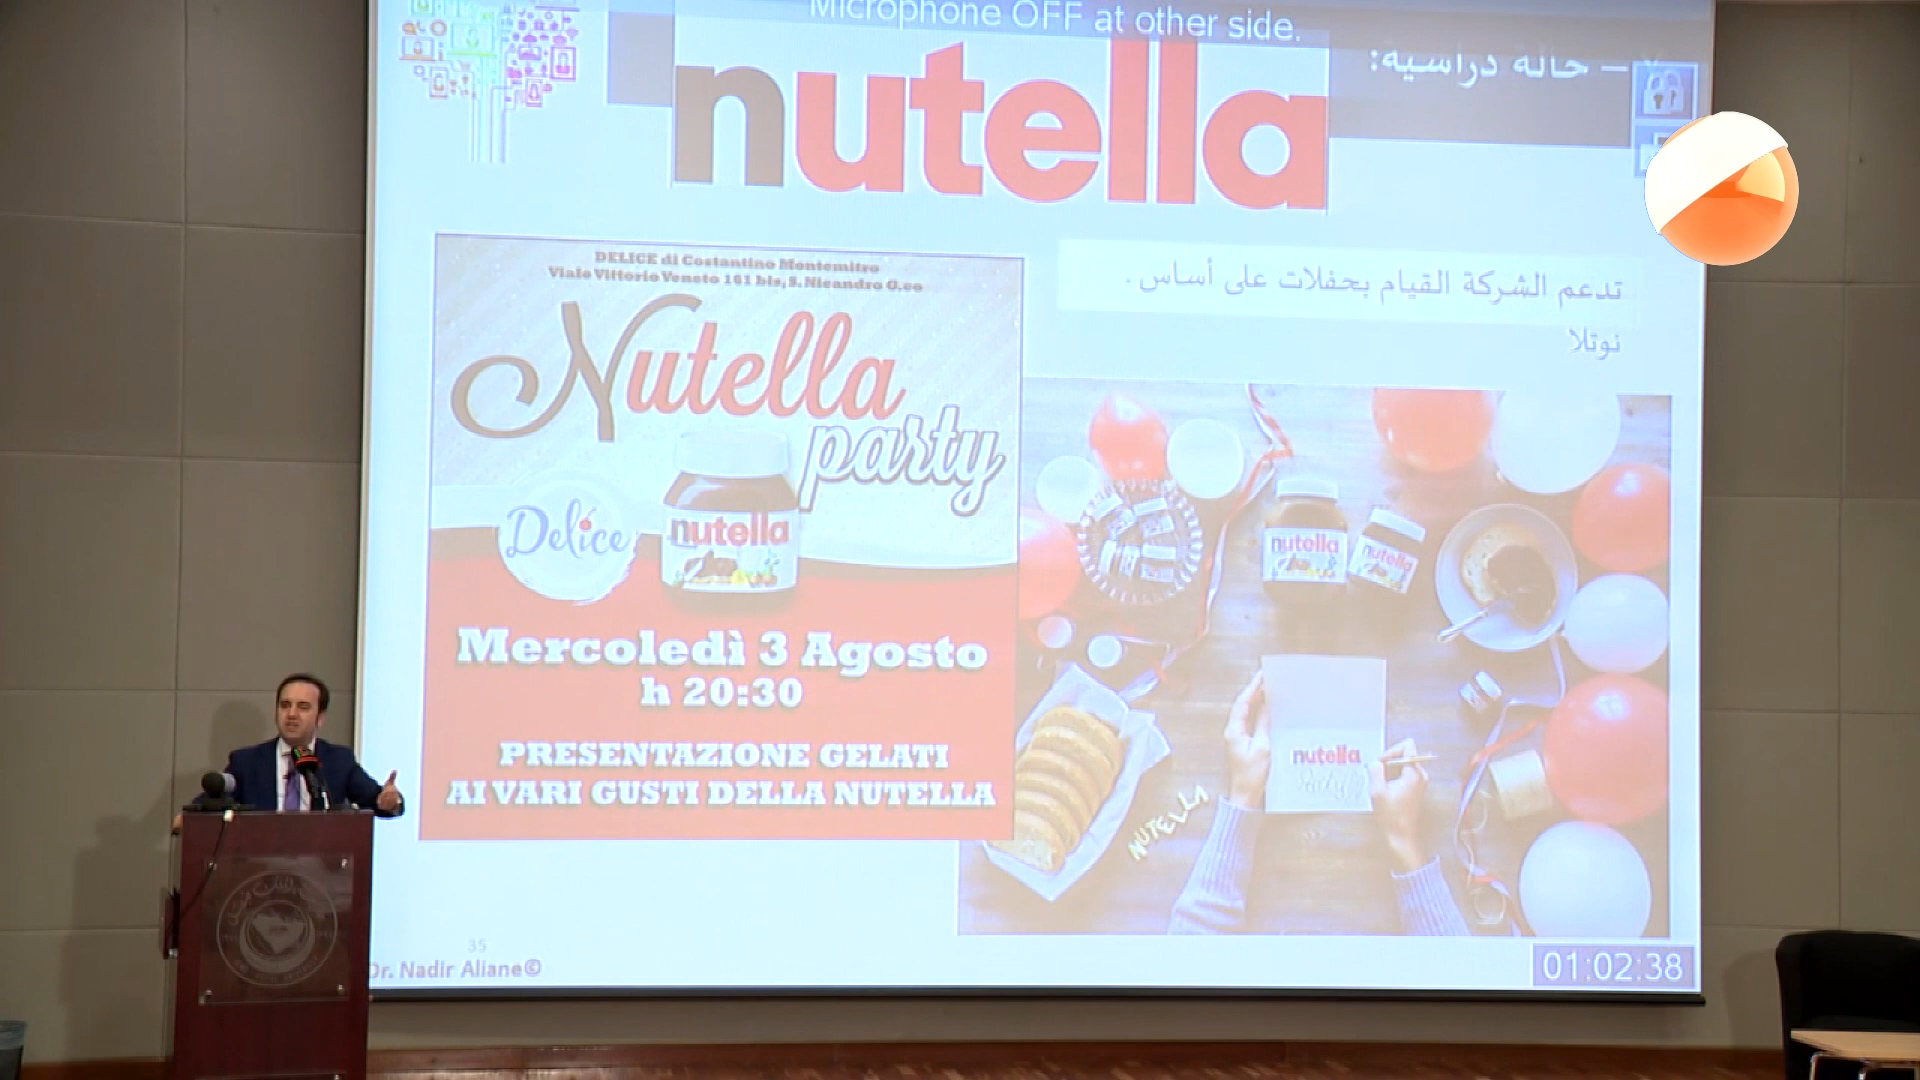 Microphone OFF at other side.
– حالة دراسية:
nutella
DELICE di Costantino Montemitro
Viale Vittorio Veneto 161 bis, S. Nicandro G.co
Nutella
party
Delice
nutella
Mercoledì 3 Agosto
h 20:30
PRESENTAZIONE GELATI
AI VARI GUSTI DELLA NUTELLA
تدعم الشركة القيام بحفلات على أساس .
نوتلا
nutella
nutella
nutella
NUTELLA
35
Dr. Nadir Aliane©
01:02:38